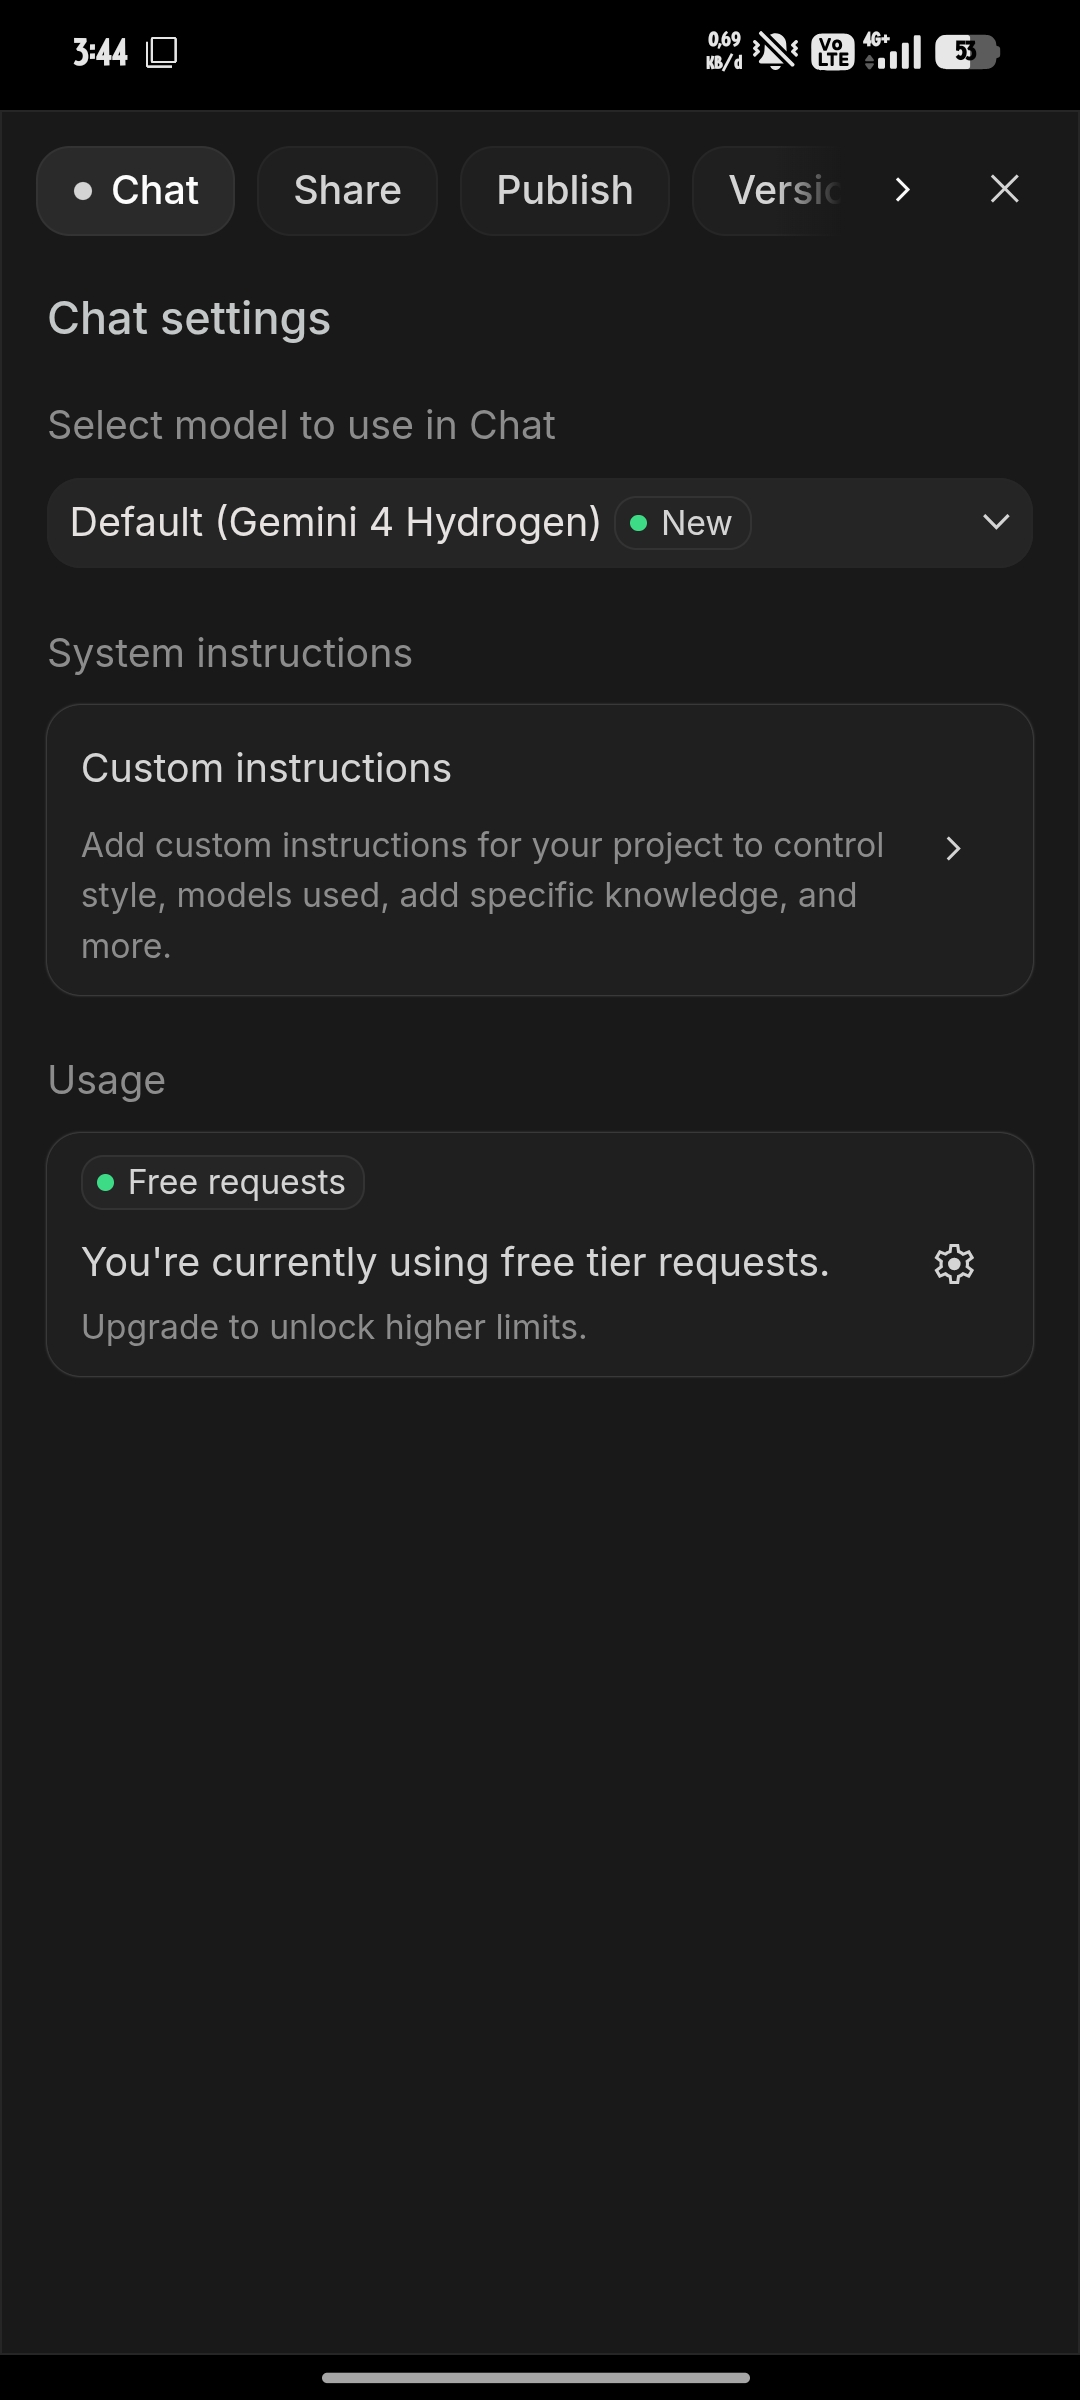 3:44
0,69
KB/d
Vo
LTE
4G+
53
Chat
Share
Publish
Versio
Chat settings
Select model to use in Chat
Default (Gemini 4 Hydrogen)
New
System instructions
Custom instructions
Add custom instructions for your project to control
style, models used, add specific knowledge, and
more.
Usage
Free requests
You're currently using free tier requests.
Upgrade to unlock higher limits.